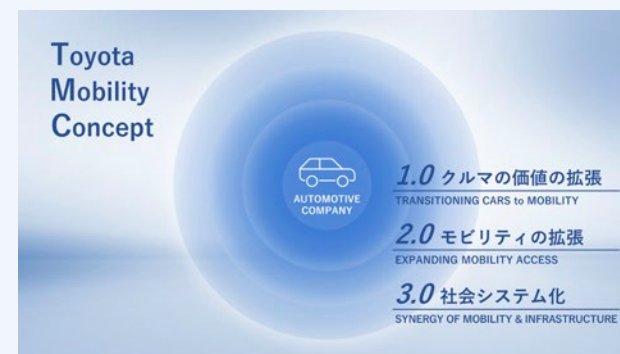 Toyota
Mobility
Concept
AUTOMOTIVE
COMPANY
1.0 クルマの価値の拡張
TRANSITIONING CARS to MOBILITY
2.0 モビリティの拡張
EXPANDING MOBILITY ACCESS
3.0 社会システム化
SYNERGY OF MOBILITY & INFRASTRUCTURE